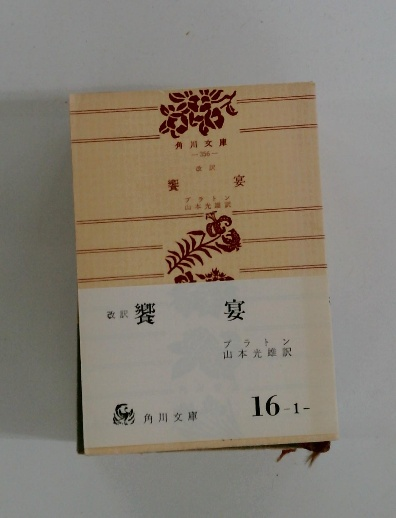 角川文庫
—356—
改訳
饗 宴
プラトン
山本光雄訳
改訳 饗 宴
プラトン
山本光雄訳
角川文庫 16-1-